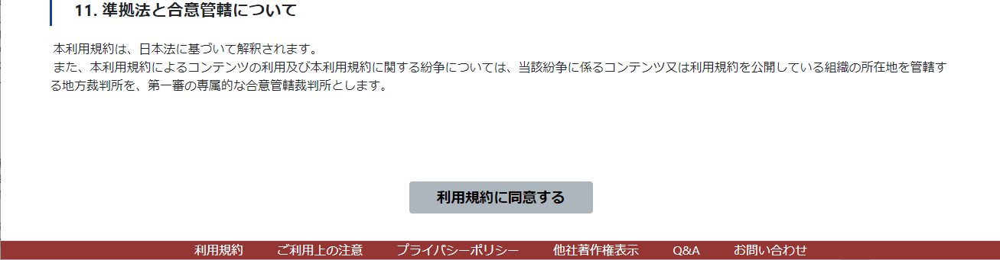 11. 準拠法と合意管轄について
本利用規約は、日本法に基づいて解釈されます。
また、本利用規約によるコンテンツの利用及び本利用規約に関する紛争については、当該紛争に係るコンテンツ又は利用規約を公開している組織の所在地を管轄す
る地方裁判所を、第一審の専属的な合意管轄裁判所とします。
利用規約に同意する
利用規約 ご利用上の注意 プライバシーポリシー 他社著作権表示 Q&A お問い合わせ